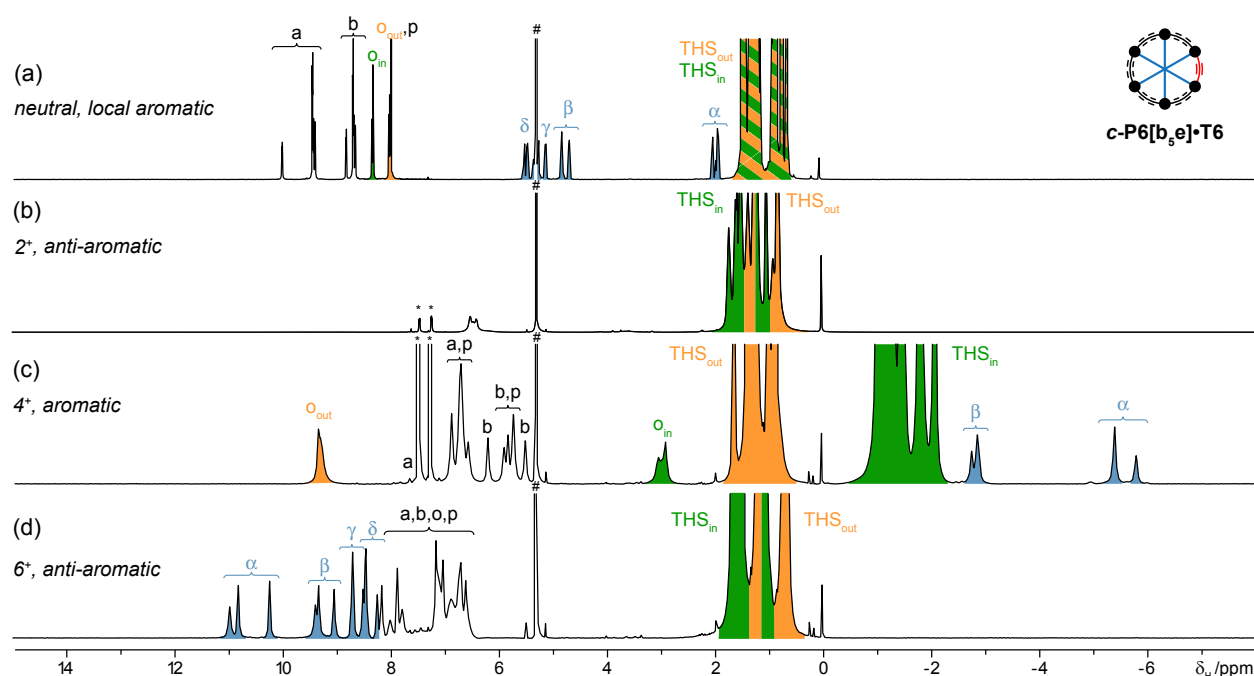 a
b
o_out,p
o_in
#
THS_out
THS_in
(a)
neutral, local aromatic
δ
γ
β
α
c-P6[b₅e]•T6
#
(b)
2⁺, anti-aromatic
THS_in
THS_out
* *
#
(c)
4⁺, aromatic
o_out
* *
a
a,p
b
b,p
b
o_in
THS_out
THS_in
β
α
#
(d)
6⁺, anti-aromatic
α
β
γ
δ
a,b,o,p
THS_in
THS_out
14 12 10 8 6 4 2 0 -2 -4 -6 δ_H /ppm